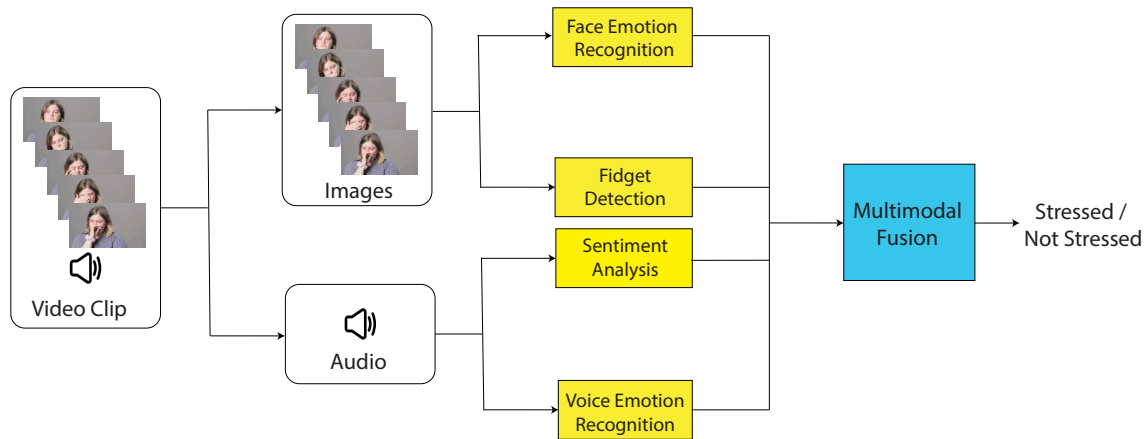 Video Clip
Images
Audio
Face Emotion
Recognition
Fidget
Detection
Sentiment
Analysis
Voice Emotion
Recognition
Multimodal
Fusion
Stressed /
Not Stressed